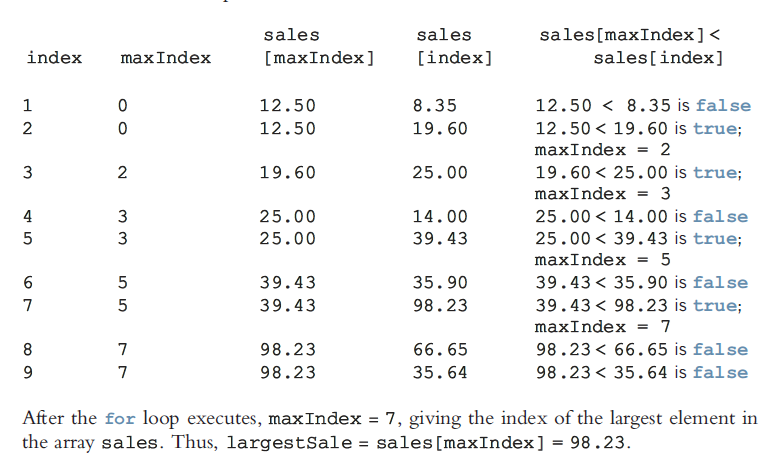 sales sales sales[maxIndex] <
index maxIndex [maxIndex] [index] sales[index]
1 0 12.50 8.35 12.50 < 8.35 is false
2 0 12.50 19.60 12.50 < 19.60 is true;
maxIndex = 2
3 2 19.60 25.00 19.60 < 25.00 is true;
maxIndex = 3
4 3 25.00 14.00 25.00 < 14.00 is false
5 3 25.00 39.43 25.00 < 39.43 is true;
maxIndex = 5
6 5 39.43 35.90 39.43 < 35.90 is false
7 5 39.43 98.23 39.43 < 98.23 is true;
maxIndex = 7
8 7 98.23 66.65 98.23 < 66.65 is false
9 7 98.23 35.64 98.23 < 35.64 is false
After the for loop executes, maxIndex = 7, giving the index of the largest element in
the array sales. Thus, largestSale = sales[maxIndex] = 98.23.